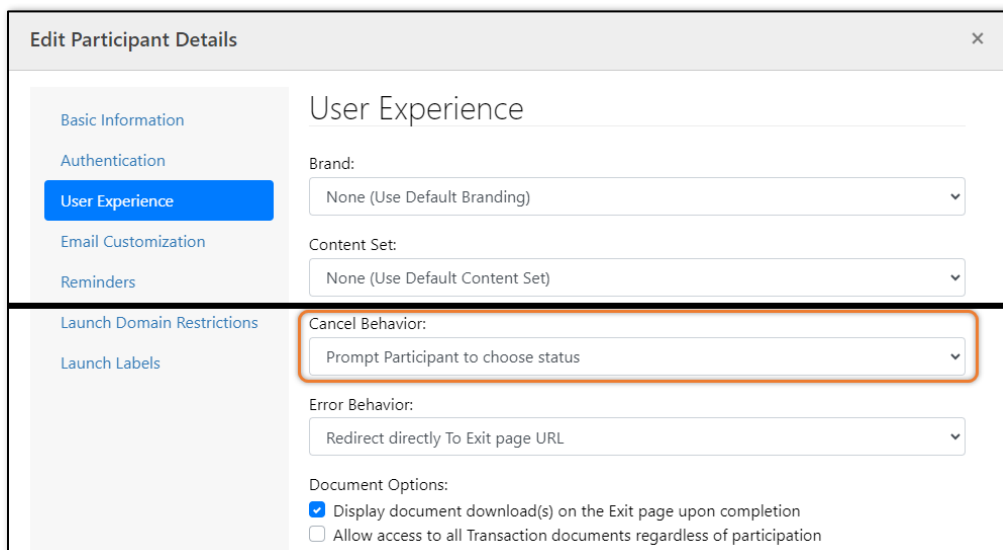 Edit Participant Details
×
Basic Information
Authentication
User Experience
Email Customization
Reminders
Launch Domain Restrictions
Launch Labels
User Experience
Brand:
None (Use Default Branding)
Content Set:
None (Use Default Content Set)
Cancel Behavior:
Prompt Participant to choose status
Error Behavior:
Redirect directly To Exit page URL
Document Options:
Display document download(s) on the Exit page upon completion
Allow access to all Transaction documents regardless of participation